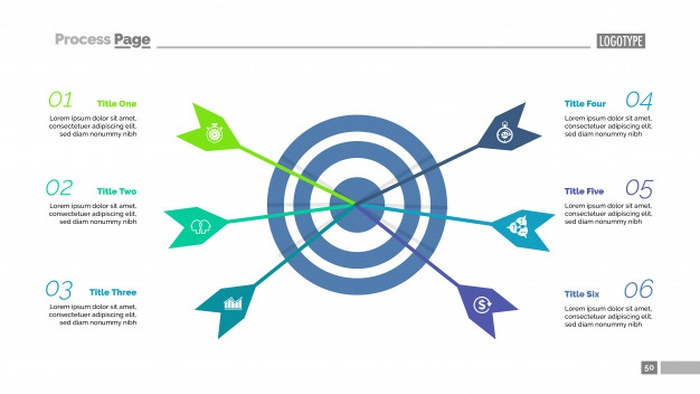 Process Page
LOGOTYPE
01 Title One
Lorem ipsum dolor sit amet,
consectetuer adipiscing elit,
sed diam nonummy nibh
02 Title Two
Lorem ipsum dolor sit amet,
consectetuer adipiscing elit,
sed diam nonummy nibh
03 Title Three
Lorem ipsum dolor sit amet,
consectetuer adipiscing elit,
sed diam nonummy nibh
Title Four 04
Lorem ipsum dolor sit amet,
consectetuer adipiscing elit,
sed diam nonummy nibh
Title Five 05
Lorem ipsum dolor sit amet,
consectetuer adipiscing elit,
sed diam nonummy nibh
Title Six 06
Lorem ipsum dolor sit amet,
consectetuer adipiscing elit,
sed diam nonummy nibh
$
50